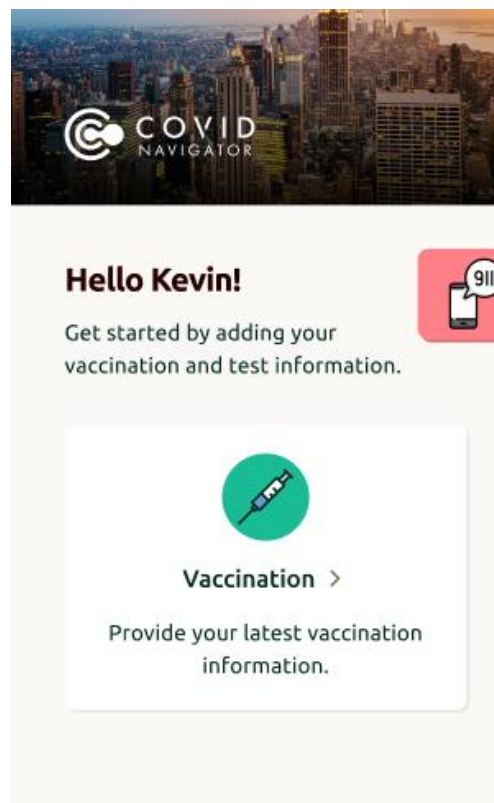 COVID
NAVIGATOR
Hello Kevin!
911
Get started by adding your
vaccination and test information.
Vaccination >
Provide your latest vaccination
information.